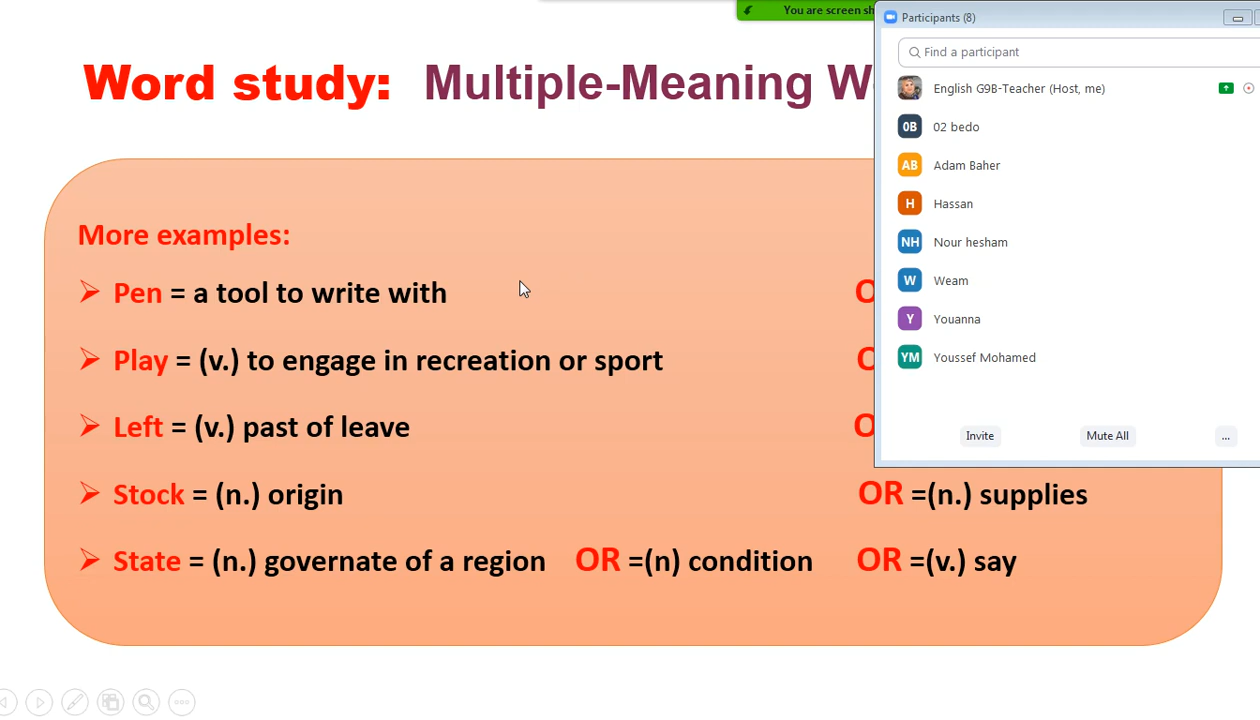 You are screen sh
Participants (8)
Find a participant
English G9B-Teacher (Host, me)
0B 02 bedo
AB Adam Baher
H Hassan
NH Nour hesham
W Weam
Y Youanna
YM Youssef Mohamed
Invite Mute All ...
Word study: Multiple-Meaning W
More examples:
Pen = a tool to write with O
Play = (v.) to engage in recreation or sport O
Left = (v.) past of leave O
Stock = (n.) origin OR =(n.) supplies
State = (n.) governate of a region OR =(n) condition OR =(v.) say